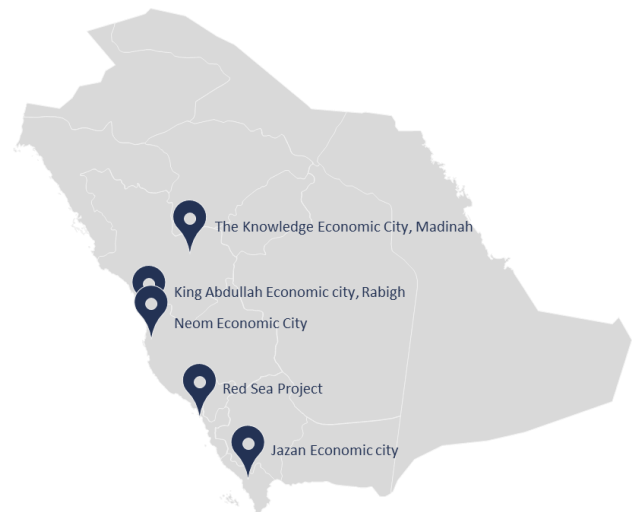 The Knowledge Economic City, Madinah
King Abdullah Economic city, Rabigh
Neom Economic City
Red Sea Project
Jazan Economic city